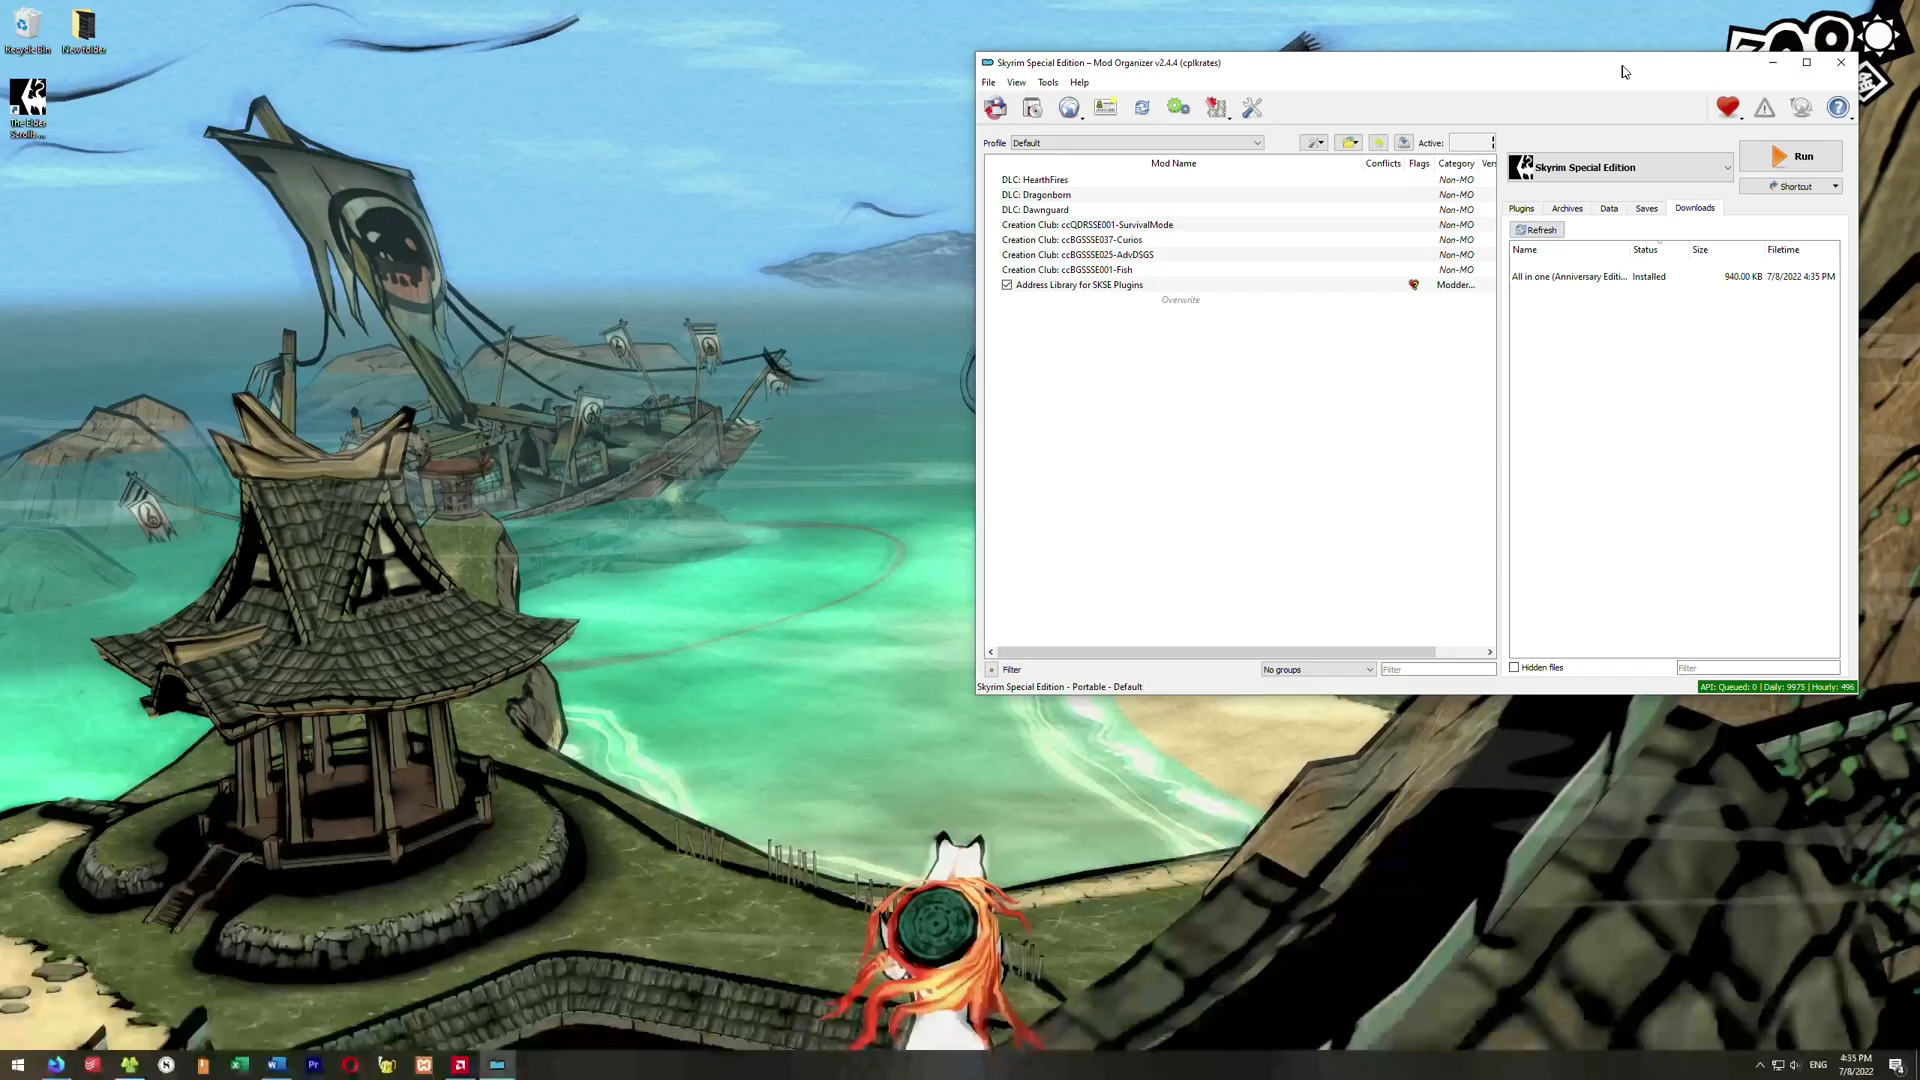 Recycle Bin
New folder
The Elder
Scrolls ...
Skyrim Special Edition – Mod Organizer v2.4.4 (cplkrates)
File View Tools Help
Profile Default Active:
Mod Name Conflicts Flags Category Vers
DLC: HearthFires Non-MO
DLC: Dragonborn Non-MO
DLC: Dawnguard Non-MO
Creation Club: ccQDRSSE001-SurvivalMode Non-MO
Creation Club: ccBGSSSE037-Curios Non-MO
Creation Club: ccBGSSSE025-AdvDSGS Non-MO
Creation Club: ccBGSSSE001-Fish Non-MO
Address Library for SKSE Plugins Modder...
Overwrite
Filter No groups Filter
Skyrim Special Edition - Portable - Default
Skyrim Special Edition
Run
Shortcut
Plugins Archives Data Saves Downloads
Refresh
Name Status Size Filetime
All in one (Anniversary Editi... Installed 940.00 KB 7/8/2022 4:35 PM
Hidden files Filter
API: Queued: 0 | Daily: 9975 | Hourly: 496
Pr
ENG
4:35 PM
7/8/2022